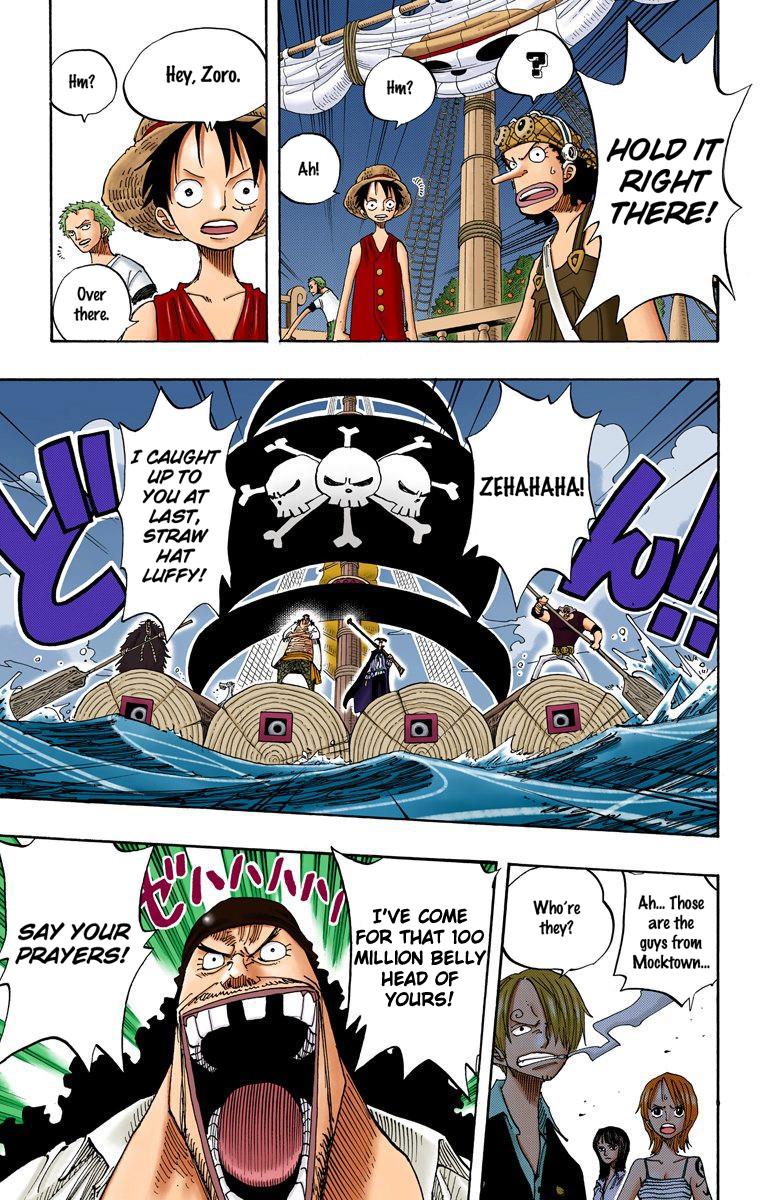 HOLD IT
RIGHT
THERE!
?
Hm?
Ah!
Hey, Zoro.
Hm?
Over
there.
ZEHAHAHA!
I CAUGHT
UP TO
YOU AT
LAST,
STRAW
HAT
LUFFY!
ど
ん!!
Ah... Those
are the
guys from
Mocktown...
Who´re
they?
I'VE COME
FOR THAT 100
MILLION BELLY
HEAD OF
YOURS!
ゼハハハハ
SAY YOUR
PRAYERS!